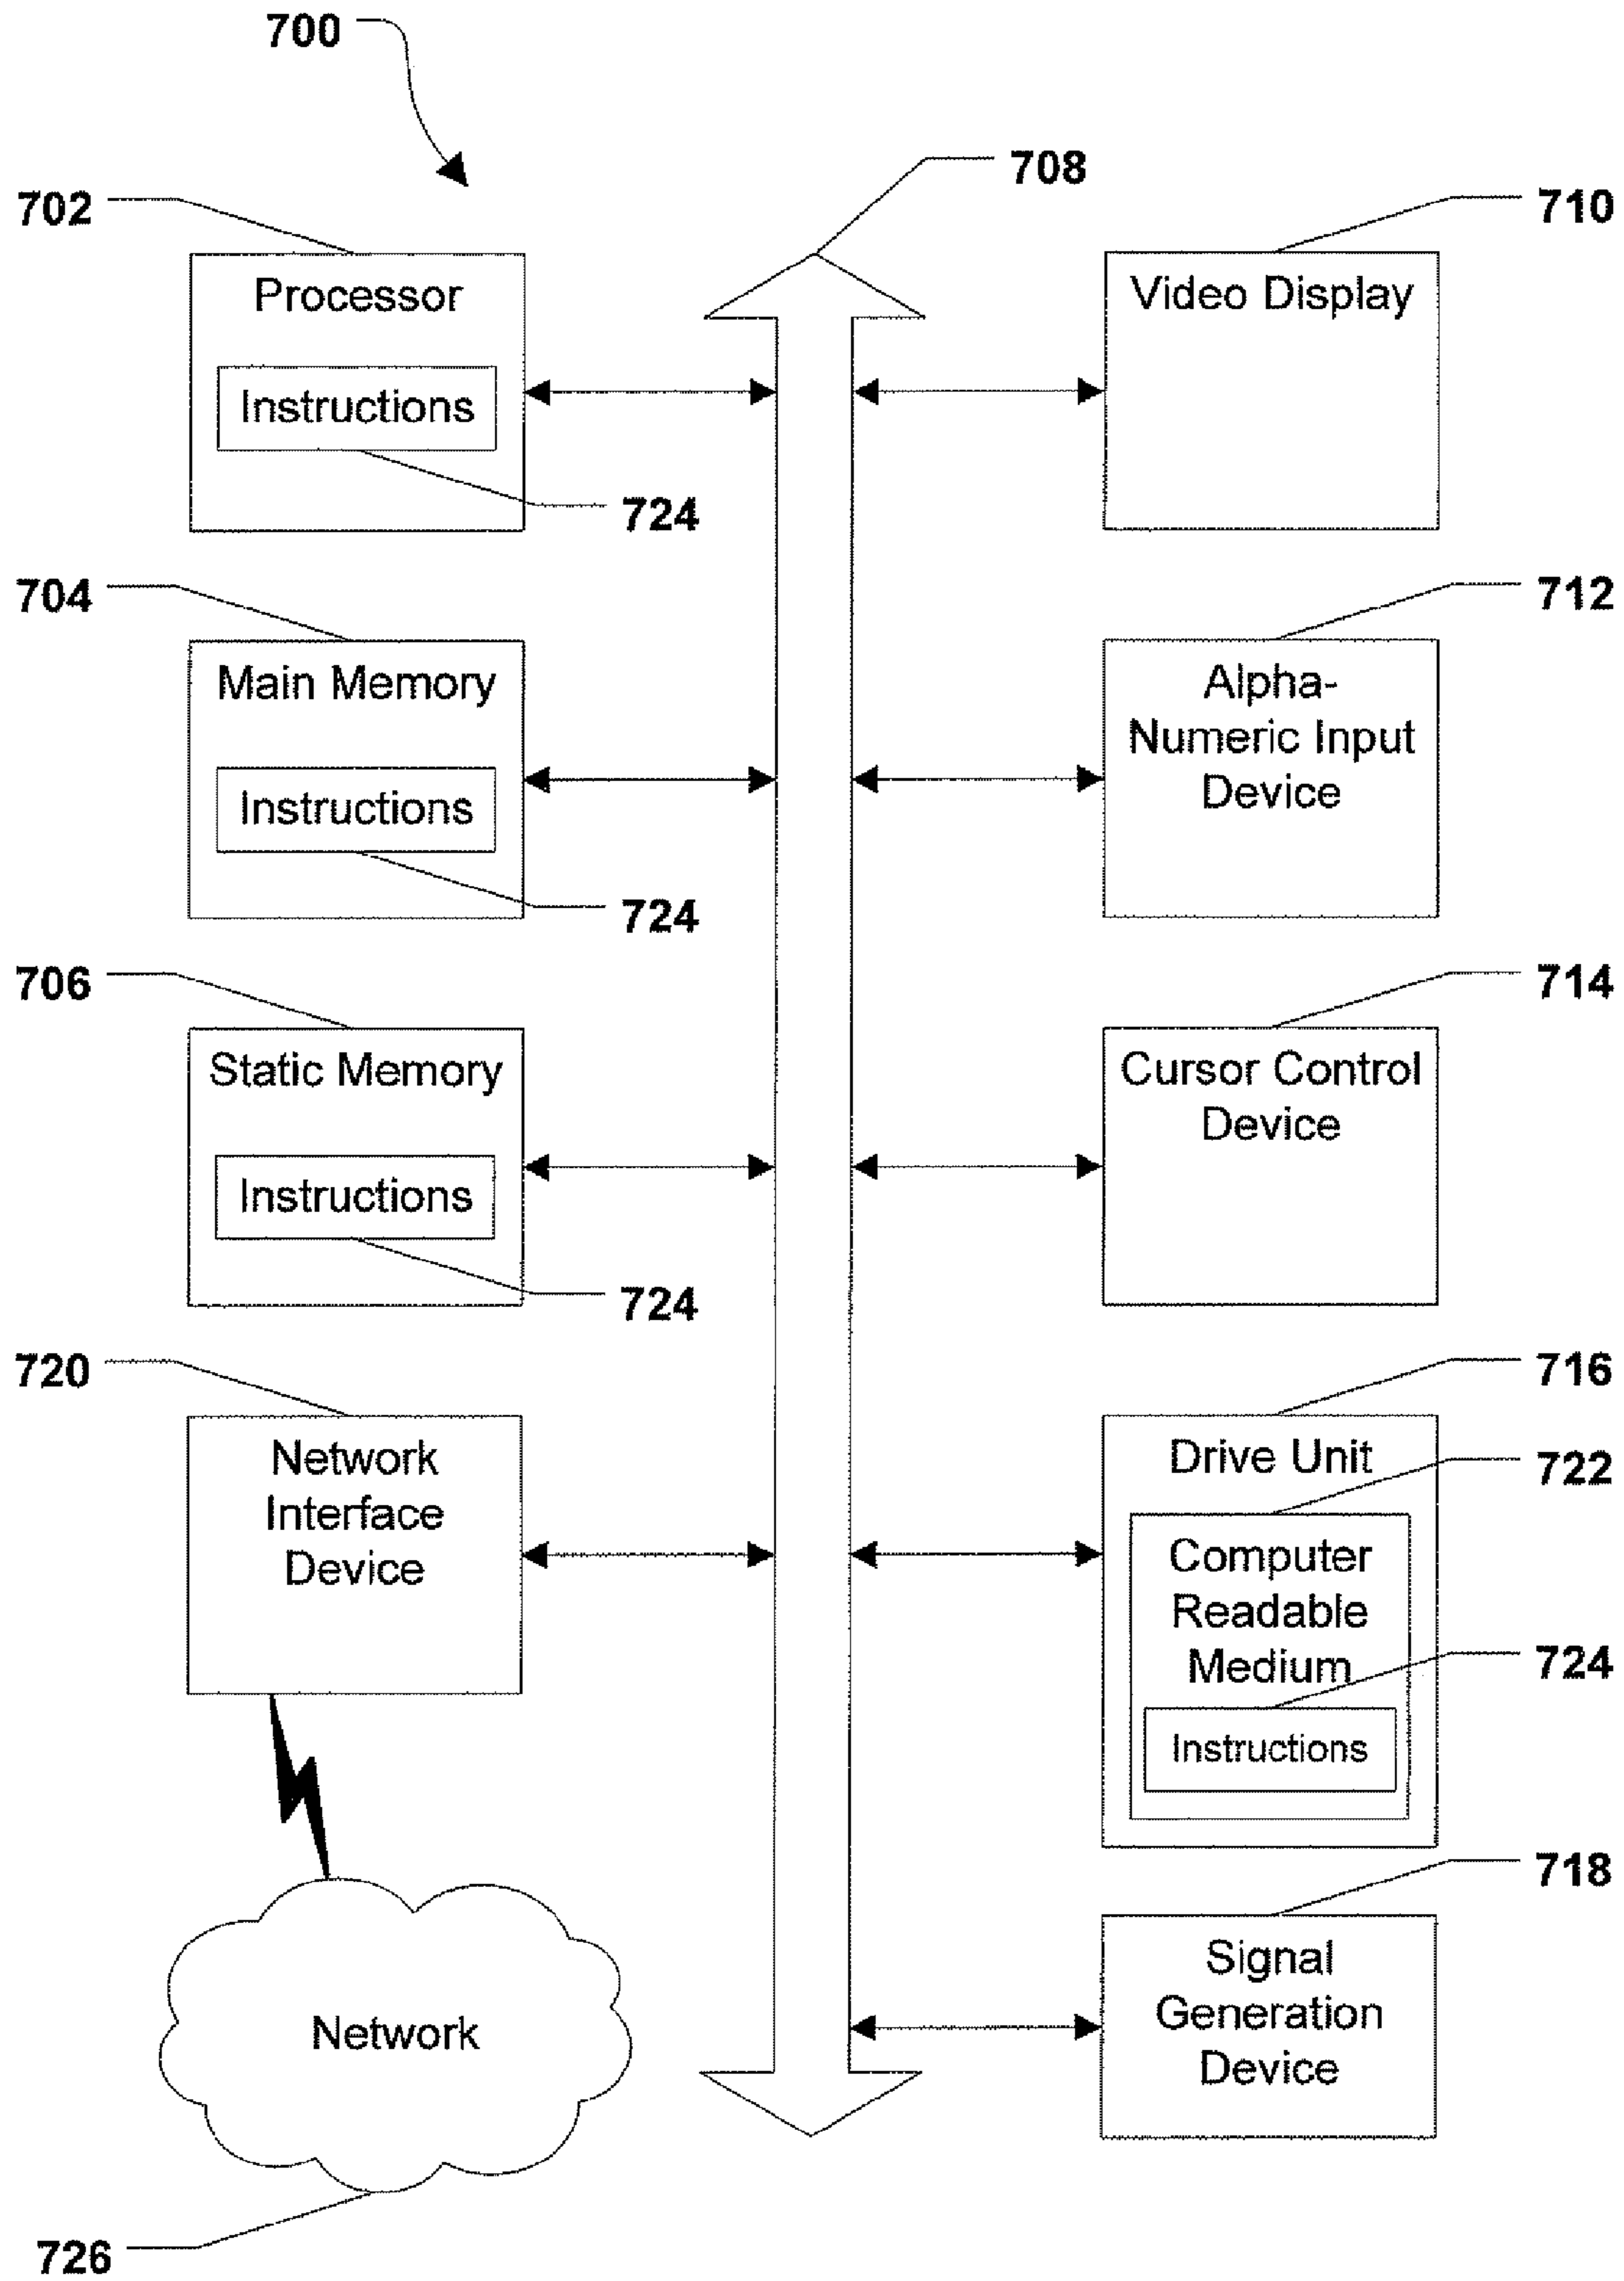 700
708
702
Processor
Instructions
724
710
Video Display
704
Main Memory
Instructions
724
712
Alpha-
Numeric Input
Device
706
Static Memory
Instructions
724
714
Cursor Control
Device
720
Network
Interface
Device
716
Drive Unit
722
Computer
Readable
Medium
724
Instructions
718
Signal
Generation
Device
Network
726